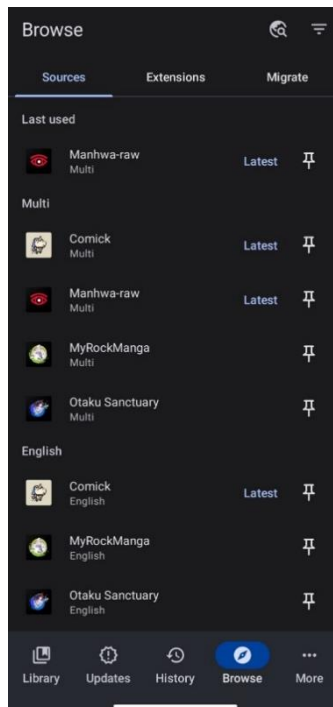 Browse
Sources Extensions Migrate
Last used
Manhwa-raw
Multi
Latest
Multi
Comick
Multi
Latest
Manhwa-raw
Multi
Latest
MyRockManga
Multi
Otaku Sanctuary
Multi
English
Comick
English
Latest
MyRockManga
English
Otaku Sanctuary
English
Library Updates History Browse More